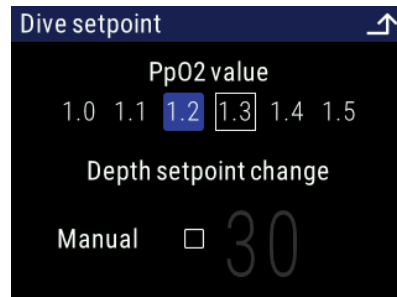 Dive setpoint
PpO2 value
1.0 1.1 1.2 1.3 1.4 1.5
Depth setpoint change
Manual 30